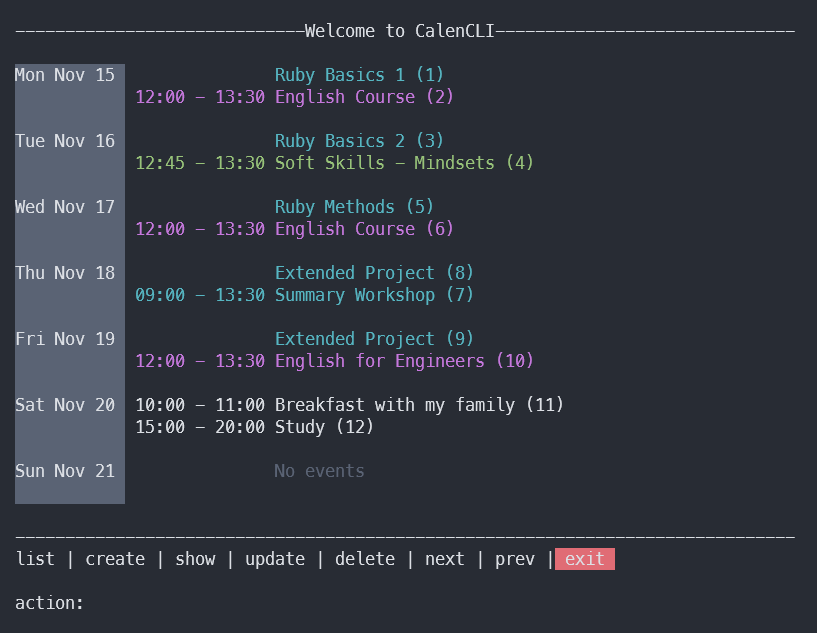 -----------------------------Welcome to CalenCLI------------------------------
Mon Nov 15                Ruby Basics 1 (1)
            12:00 - 13:30 English Course (2)
Tue Nov 16                Ruby Basics 2 (3)
            12:45 - 13:30 Soft Skills - Mindsets (4)
Wed Nov 17                Ruby Methods (5)
            12:00 - 13:30 English Course (6)
Thu Nov 18                Extended Project (8)
            09:00 - 13:30 Summary Workshop (7)
Fri Nov 19                Extended Project (9)
            12:00 - 13:30 English for Engineers (10)
Sat Nov 20  10:00 - 11:00 Breakfast with my family (11)
            15:00 - 20:00 Study (12)
Sun Nov 21                No events
------------------------------------------------------------------------------
list | create | show | update | delete | next | prev | exit
action: